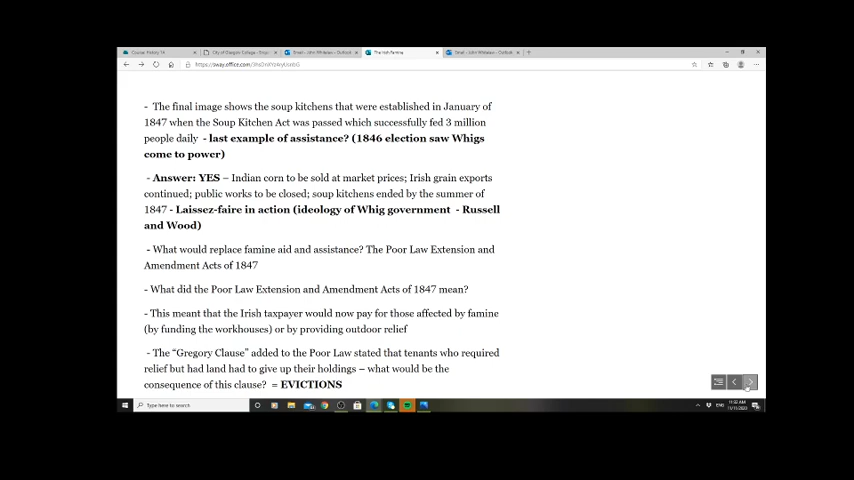 The Irish Famine
- The final image shows the soup kitchens that were established in January of
1847 when the Soup Kitchen Act was passed which successfully fed 3 million
people daily - last example of assistance? (1846 election saw Whigs
come to power)
- Answer: YES – Indian corn to be sold at market prices; Irish grain exports
continued; public works to be closed; soup kitchens ended by the summer of
1847 - Laissez-faire in action (ideology of Whig government - Russell
and Wood)
- What would replace famine aid and assistance? The Poor Law Extension and
Amendment Acts of 1847
- What did the Poor Law Extension and Amendment Acts of 1847 mean?
- This meant that the Irish taxpayer would now pay for those affected by famine
(by funding the workhouses) or by providing outdoor relief
- The “Gregory Clause” added to the Poor Law stated that tenants who required
relief but had land had to give up their holdings – what would be the
consequence of this clause? = EVICTIONS
Type here to search